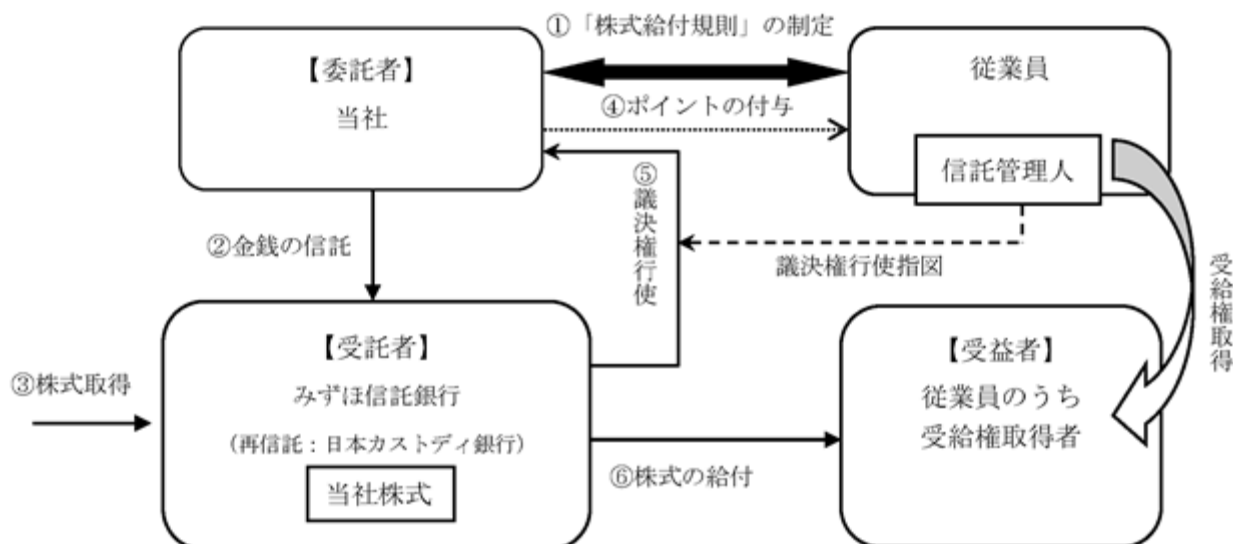 ①「株式給付規則」の制定
【委託者】
当社
従業員
④ポイントの付与
信託管理人
⑤議決権行使
②金銭の信託
議決権行使指図
受給権取得
【受託者】
みずほ信託銀行
(再信託：日本カストディ銀行)
当社株式
③株式取得
【受益者】
従業員のうち
受給権取得者
⑥株式の給付